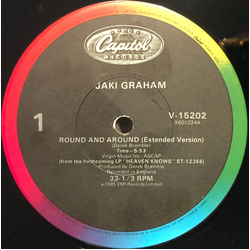 Capitol
RECORDS
JAKI GRAHAM
V-15202
XB01024A
1
ROUND AND AROUND (Extended Version)
(Derek Bramble)
Time—5:53
Virgin Music Inc.-ASCAP
(from the forthcoming LP "HEAVEN KNOWS" ST-12366)
Produced by Derek Bramble
Recorded in England
33-1/3 RPM
℗ 1985 EMI Records Limited